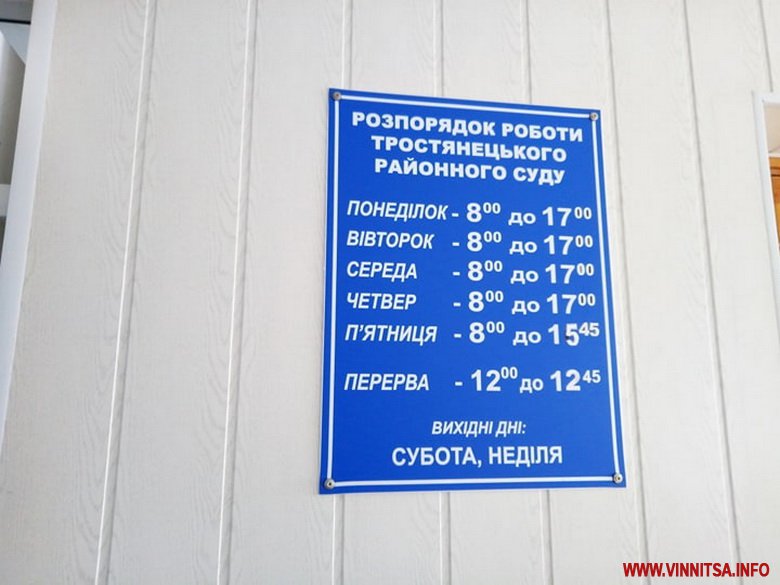 РОЗПОРЯДОК РОБОТИ
ТРОСТЯНЕЦЬКОГО
РАЙОННОГО СУДУ
ПОНЕДІЛОК - 8⁰⁰ до 17⁰⁰
ВІВТОРОК - 8⁰⁰ до 17⁰⁰
СЕРЕДА - 8⁰⁰ до 17⁰⁰
ЧЕТВЕР - 8⁰⁰ до 17⁰⁰
П'ЯТНИЦЯ - 8⁰⁰ до 15⁴⁵
ПЕРЕРВА - 12⁰⁰ до 12⁴⁵
ВИХІДНІ ДНІ:
СУБОТА, НЕДІЛЯ
WWW.VINNITSA.INFO